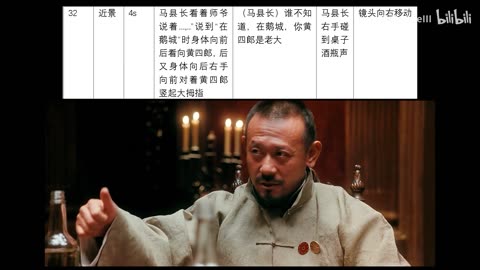 32
近景
4s
马县长看着师爷
说着……”说到“在
鹅城”时身体向前
后看向黄四郎，后
又身体向后右手
向前对着黄四郎
竖起大拇指
（马县长）谁不知
道，在鹅城，你黄
四郎是老大
马县长
右手碰
到桌子
酒瓶声
镜头向右移动
bilibili